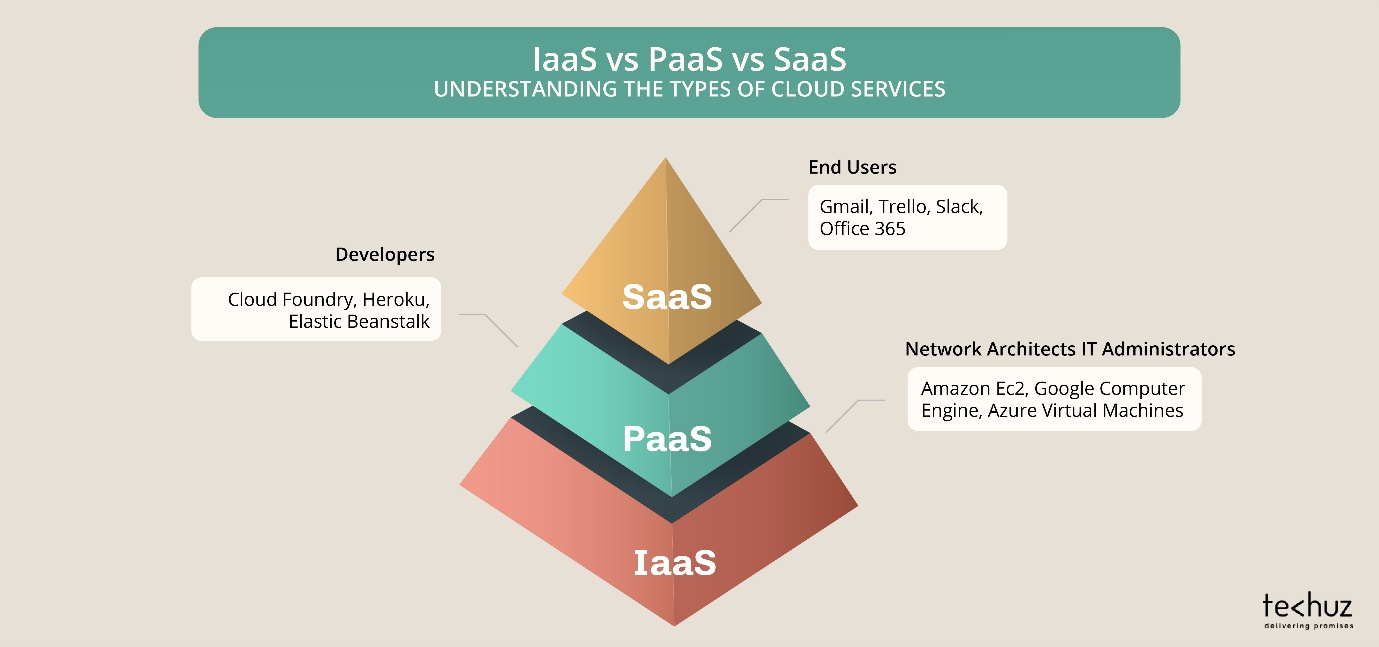 IaaS vs PaaS vs SaaS
UNDERSTANDING THE TYPES OF CLOUD SERVICES
End Users
Gmail, Trello, Slack,
Office 365
Developers
Cloud Foundry, Heroku,
Elastic Beanstalk
SaaS
Network Architects IT Administrators
Amazon Ec2, Google Computer
Engine, Azure Virtual Machines
PaaS
IaaS
techuz
delivering promises